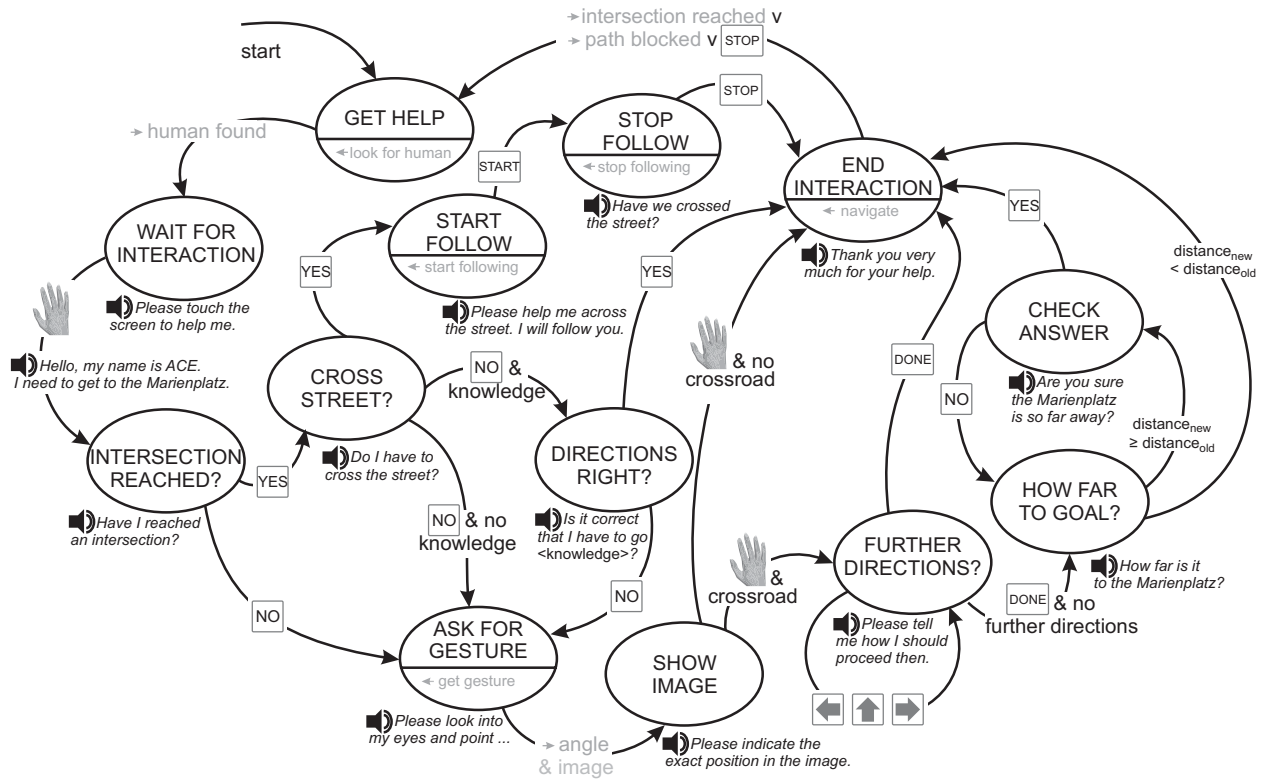 →intersection reached v
→ path blocked v STOP
start
GET HELP
←look for human
→ human found
STOP
STOP
FOLLOW
←stop following
Have we crossed
the street?
START
START
FOLLOW
← start following
Please help me across
the street. I will follow you.
END
INTERACTION
← navigate
Thank you very
much for your help.
YES
distancenew
< distanceold
WAIT FOR
INTERACTION
Please touch the
screen to help me.
YES
YES
CHECK
ANSWER
Are you sure
the Marienplatz
is so far away?
Hello, my name is ACE.
I need to get to the Marienplatz.
CROSS
STREET?
Do I have to
cross the street?
NO &
knowledge
& no
crossroad
DONE
NO
distancenew
≥ distanceold
INTERSECTION
REACHED?
Have I reached
an intersection?
YES
DIRECTIONS
RIGHT?
Is it correct
that I have to go
<knowledge>?
HOW FAR
TO GOAL?
How far is it
to the Marienplatz?
NO & no
knowledge
NO
NO
&
crossroad
FURTHER
DIRECTIONS?
Please tell
me how I should
proceed then.
DONE & no
further directions
ASK FOR
GESTURE
← get gesture
Please look into
my eyes and point ...
→ angle
& image
SHOW
IMAGE
Please indicate the
exact position in the image.